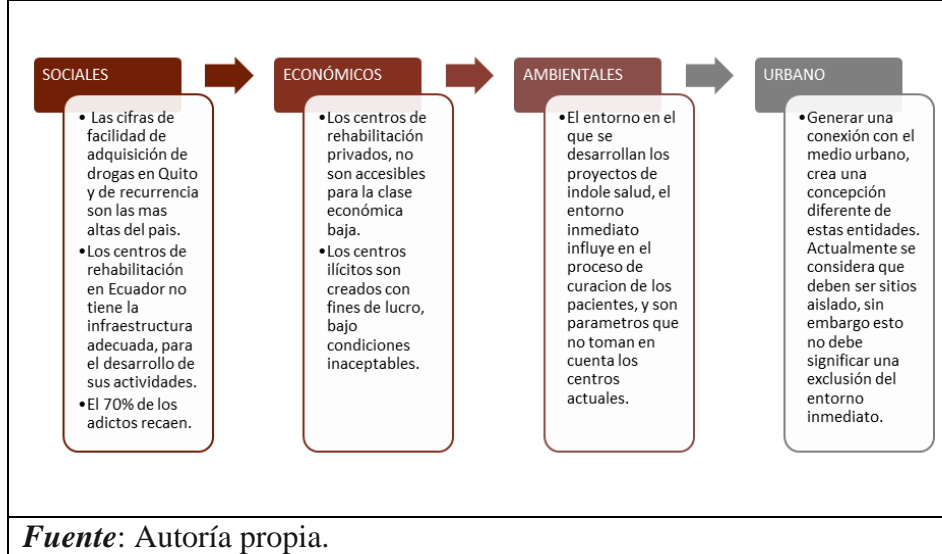 SOCIALES
• Las cifras de
facilidad de
adquisición de
drogas en Quito
y de recurrencia
son las mas
altas del pais.
•Los centros de
rehabilitación
en Ecuador no
tiene la
infraestructura
adecuada, para
el desarrollo de
sus actividades.
•El 70% de los
adictos recaen.
ECONÓMICOS
•Los centros de
rehabilitación
privados, no
son accesibles
para la clase
económica
baja.
•Los centros
ilícitos son
creados con
fines de lucro,
bajo
condiciones
inaceptables.
AMBIENTALES
•El entorno en el
que se
desarrollan los
proyectos de
indole salud, el
entorno
inmediato
influye en el
proceso de
curacion de los
pacientes, y son
parametros que
no toman en
cuenta los
centros
actuales.
URBANO
•Generar una
conexión con el
medio urbano,
crea una
concepción
diferente de
estas entidades.
Actualmente se
considera que
deben ser sitios
aislado, sin
embargo esto
no debe
significar una
exclusión del
entorno
inmediato.
Fuente: Autoría propia.